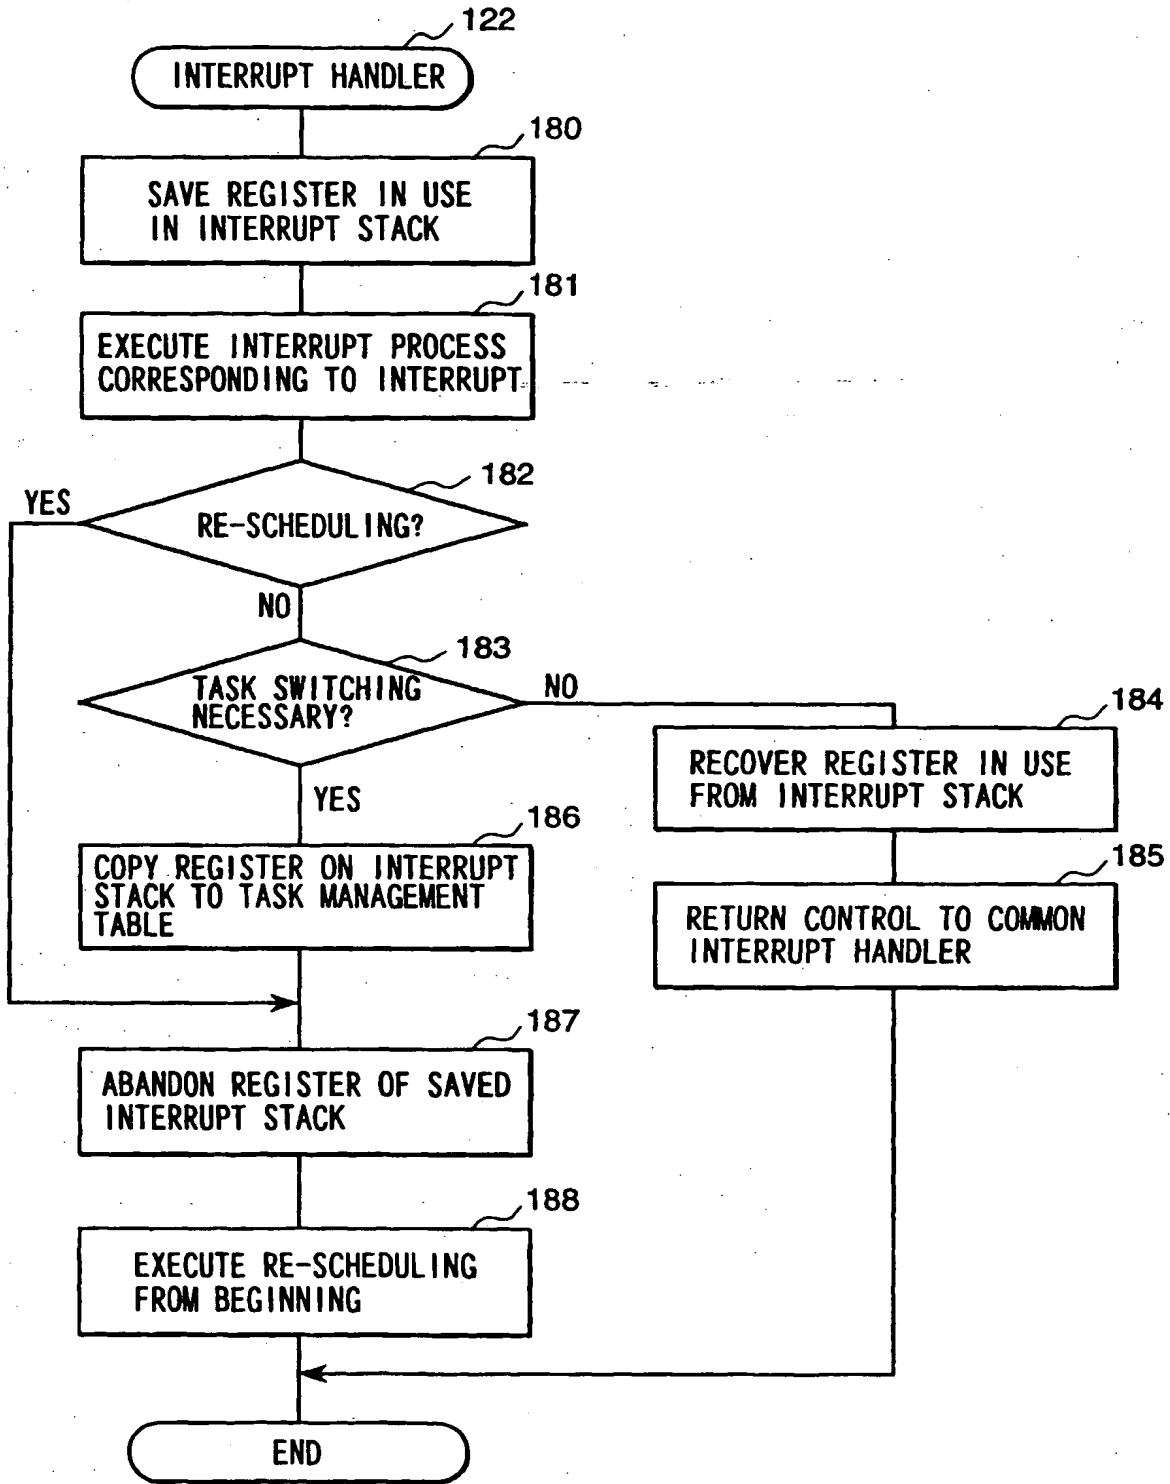 122
INTERRUPT HANDLER
180
SAVE REGISTER IN USE
IN INTERRUPT STACK
181
EXECUTE INTERRUPT PROCESS
CORRESPONDING TO INTERRUPT
182
YES
RE-SCHEDULING?
NO
183
TASK SWITCHING
NECESSARY?
NO
184
RECOVER REGISTER IN USE
FROM INTERRUPT STACK
YES
186
COPY REGISTER ON INTERRUPT
STACK TO TASK MANAGEMENT
TABLE
185
RETURN CONTROL TO COMMON
INTERRUPT HANDLER
187
ABANDON REGISTER OF SAVED
INTERRUPT STACK
188
EXECUTE RE-SCHEDULING
FROM BEGINNING
END